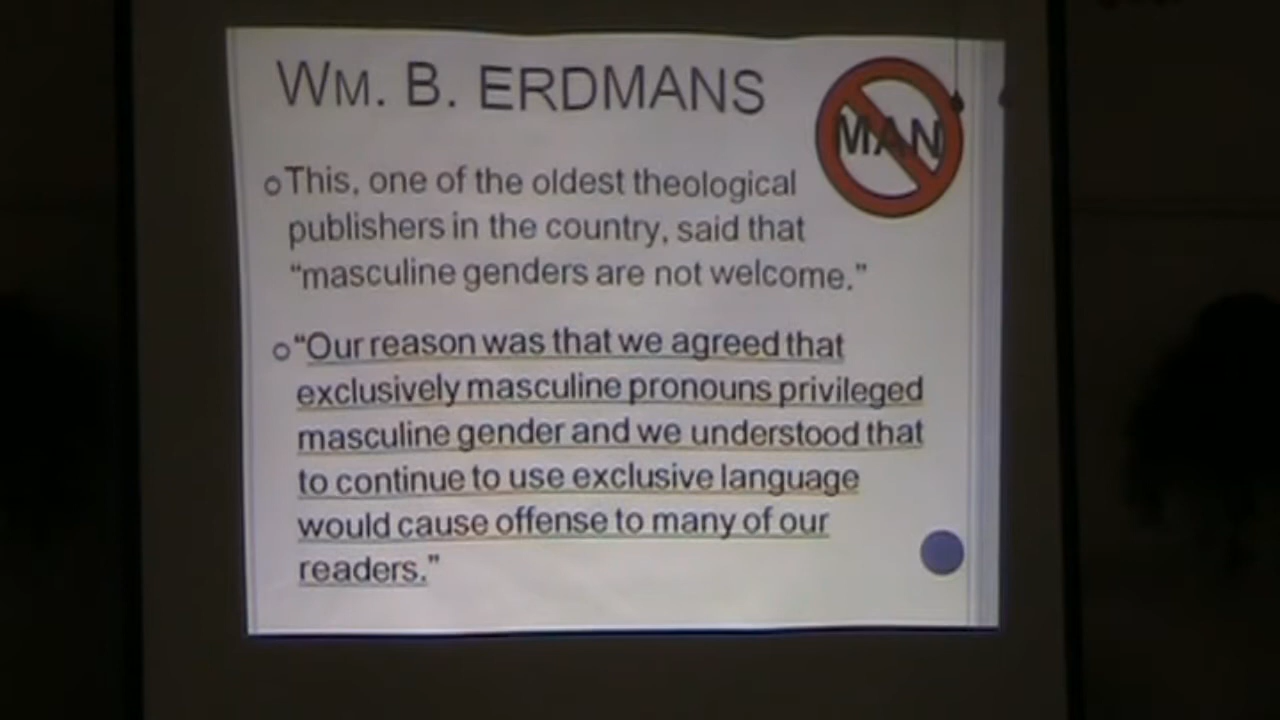 WM. B. ERDMANS
MAN
This, one of the oldest theological
publishers in the country, said that
“masculine genders are not welcome.”
“Our reason was that we agreed that
exclusively masculine pronouns privileged
masculine gender and we understood that
to continue to use exclusive language
would cause offense to many of our
readers.”